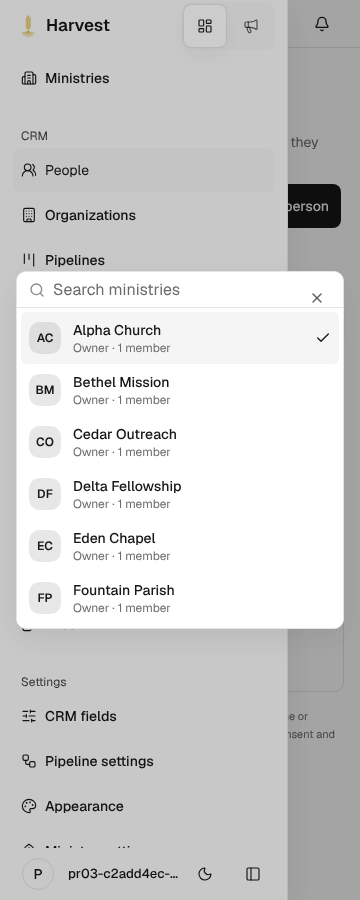 Harvest
Ministries
they
CRM
People
person
Organizations
Pipelines
Search ministries
AC
Alpha Church
Owner · 1 member
BM
Bethel Mission
Owner · 1 member
CO
Cedar Outreach
Owner · 1 member
DF
Delta Fellowship
Owner · 1 member
EC
Eden Chapel
Owner · 1 member
FP
Fountain Parish
Owner · 1 member
Settings
CRM fields
or
Pipeline settings
and
Appearance
P
pr03-c2add4ec-...